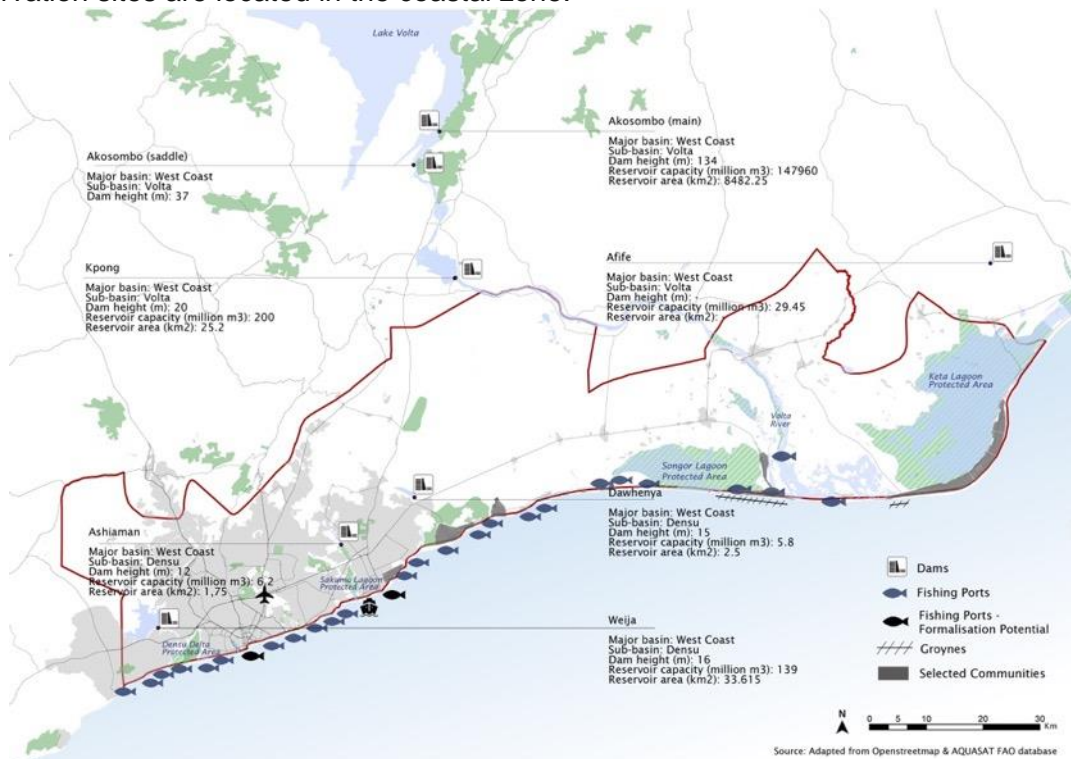 vation sites are located in the coastal zone.
Lake Volta
Akosombo (main)
Major basin: West Coast
Sub-basin: Volta
Dam height (m): 134
Reservoir capacity (million m3): 147960
Reservoir area (km2): 8482.25
Akosombo (saddle)
Major basin: West Coast
Sub-basin: Volta
Dam height (m): 37
Kpong
Major basin: West Coast
Sub-basin: Volta
Dam height (m): 20
Reservoir capacity (million m3): 200
Reservoir area (km2): 25.2
Afife
Major basin: West Coast
Sub-basin: Volta
Dam height (m): -
Reservoir capacity (million m3): 29.45
Reservoir area (km2): -
Keta Lagoon
Protected Area
Volta
River
Songor Lagoon
Protected Area
Dawhenya
Major basin: West Coast
Sub-basin: Densu
Dam height (m): 15
Reservoir capacity (million m3): 5.8
Reservoir area (km2): 2.5
Ashiaman
Major basin: West Coast
Sub-basin: Densu
Dam height (m): 12
Reservoir capacity (million m3): 6.2
Reservoir area (km2): 1,75
Sakumo Lagoon
Protected Area
Densu Delta
Protected Area
Weija
Major basin: West Coast
Sub-basin: Densu
Dam height (m): 16
Reservoir capacity (million m3): 139
Reservoir area (km2): 33.615
Dams
Fishing Ports
Fishing Ports -
Formalisation Potential
Groynes
Selected Communities
N
0 5 10 20 30
Km
Source: Adapted from Openstreetmap & AQUASAT FAO database